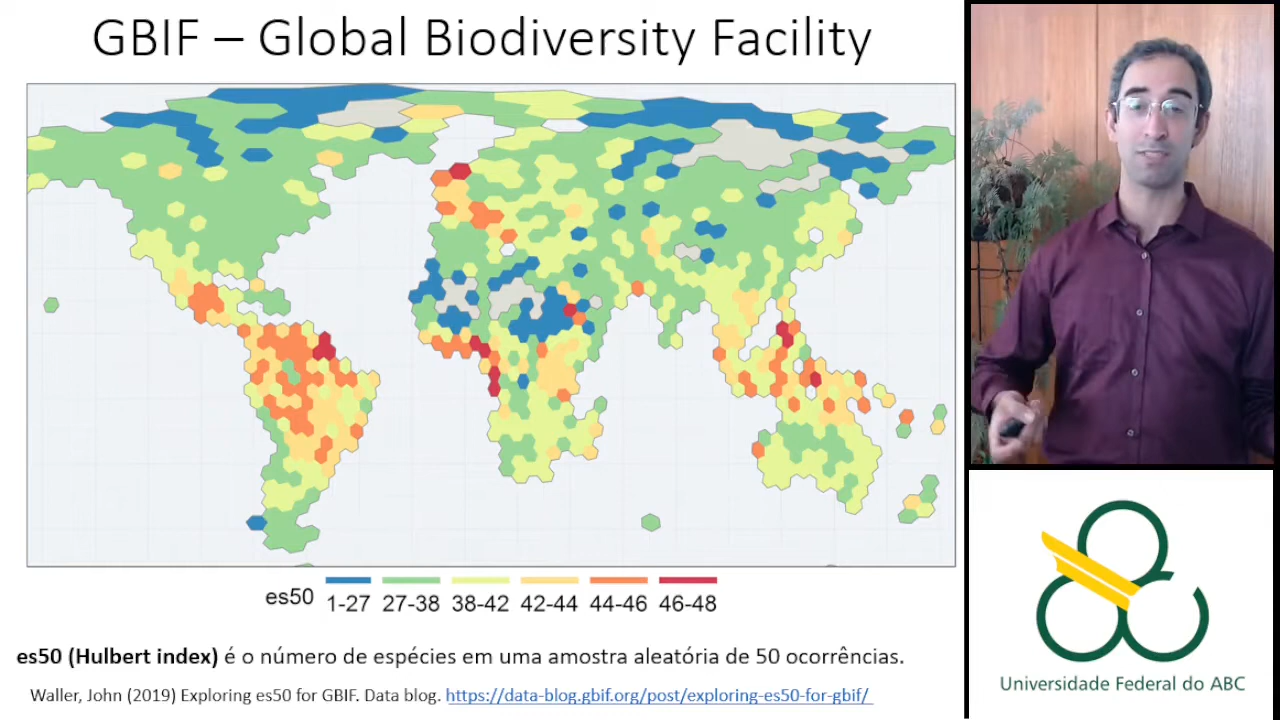 GBIF – Global Biodiversity Facility
es50 1-27 27-38 38-42 42-44 44-46 46-48
es50 (Hulbert index) é o número de espécies em uma amostra aleatória de 50 ocorrências.
Waller, John (2019) Exploring es50 for GBIF. Data blog. https://data-blog.gbif.org/post/exploring-es50-for-gbif/
Universidade Federal do ABC